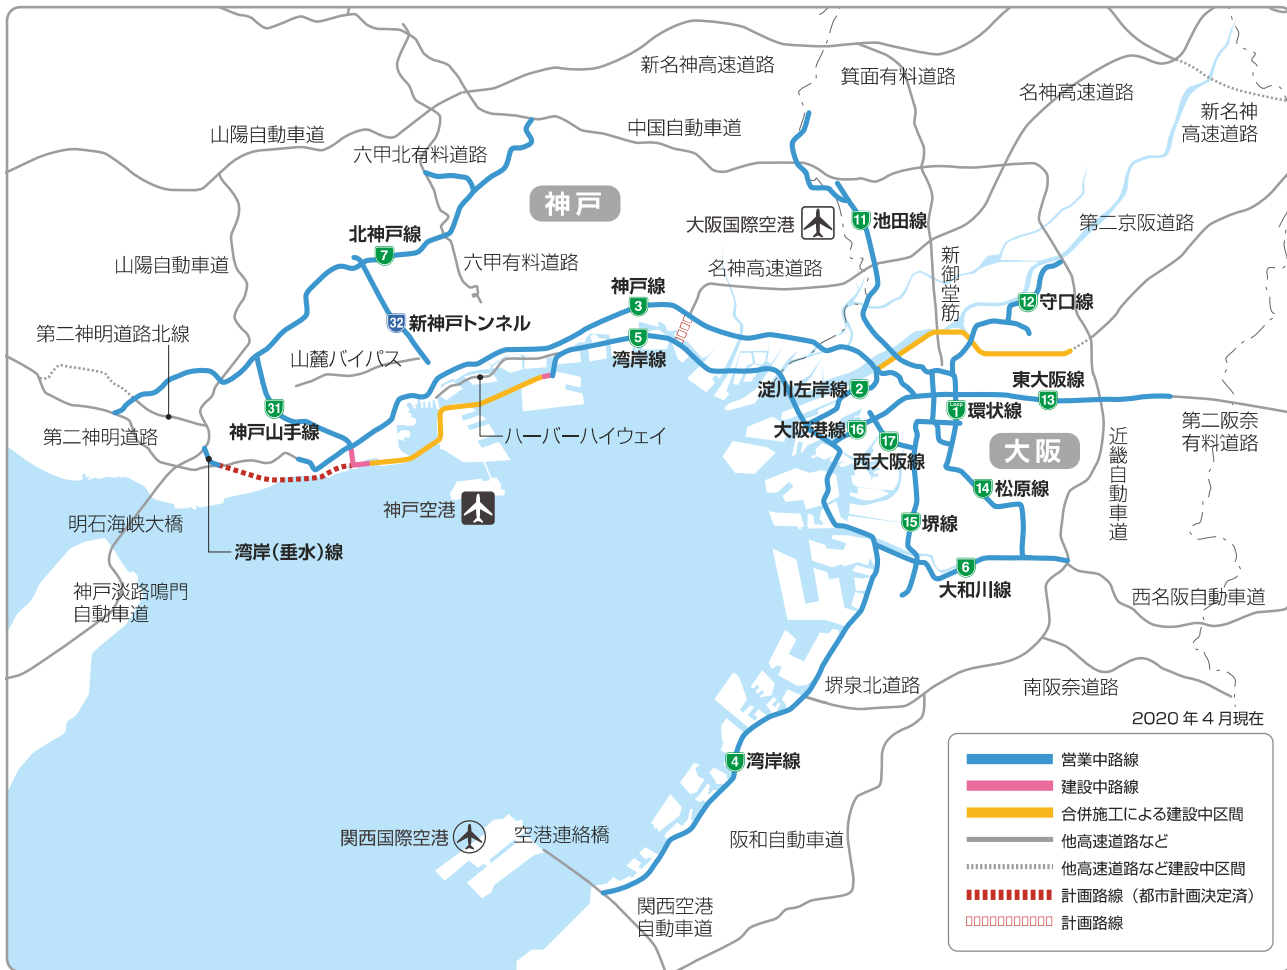 新名神高速道路
箕面有料道路
名神高速道路
新名神
高速道路
山陽自動車道
中国自動車道
六甲北有料道路
神戸
大阪国際空港
11
池田線
第二京阪道路
北神戸線
7
山陽自動車道
六甲有料道路
名神高速道路
新御堂筋
神戸線
3
12
守口線
32
新神戸トンネル
第二神明道路北線
5
湾岸線
山麓バイパス
淀川左岸線
2
東大阪線
13
31
神戸山手線
Loop
1
環状線
第二神明道路
ハーバーハイウェイ
大阪港線
16
17
西大阪線
大阪
第二阪奈
有料道路
近畿自動車道
14
松原線
神戸空港
明石海峡大橋
15
堺線
湾岸(垂水)線
6
大和川線
神戸淡路鳴門
自動車道
西名阪自動車道
堺泉北道路
南阪奈道路
2020年4月現在
4
湾岸線
関西国際空港
空港連絡橋
阪和自動車道
関西空港
自動車道
営業中路線
建設中路線
合併施工による建設中区間
他高速道路など
他高速道路など建設中区間
計画路線（都市計画決定済）
計画路線